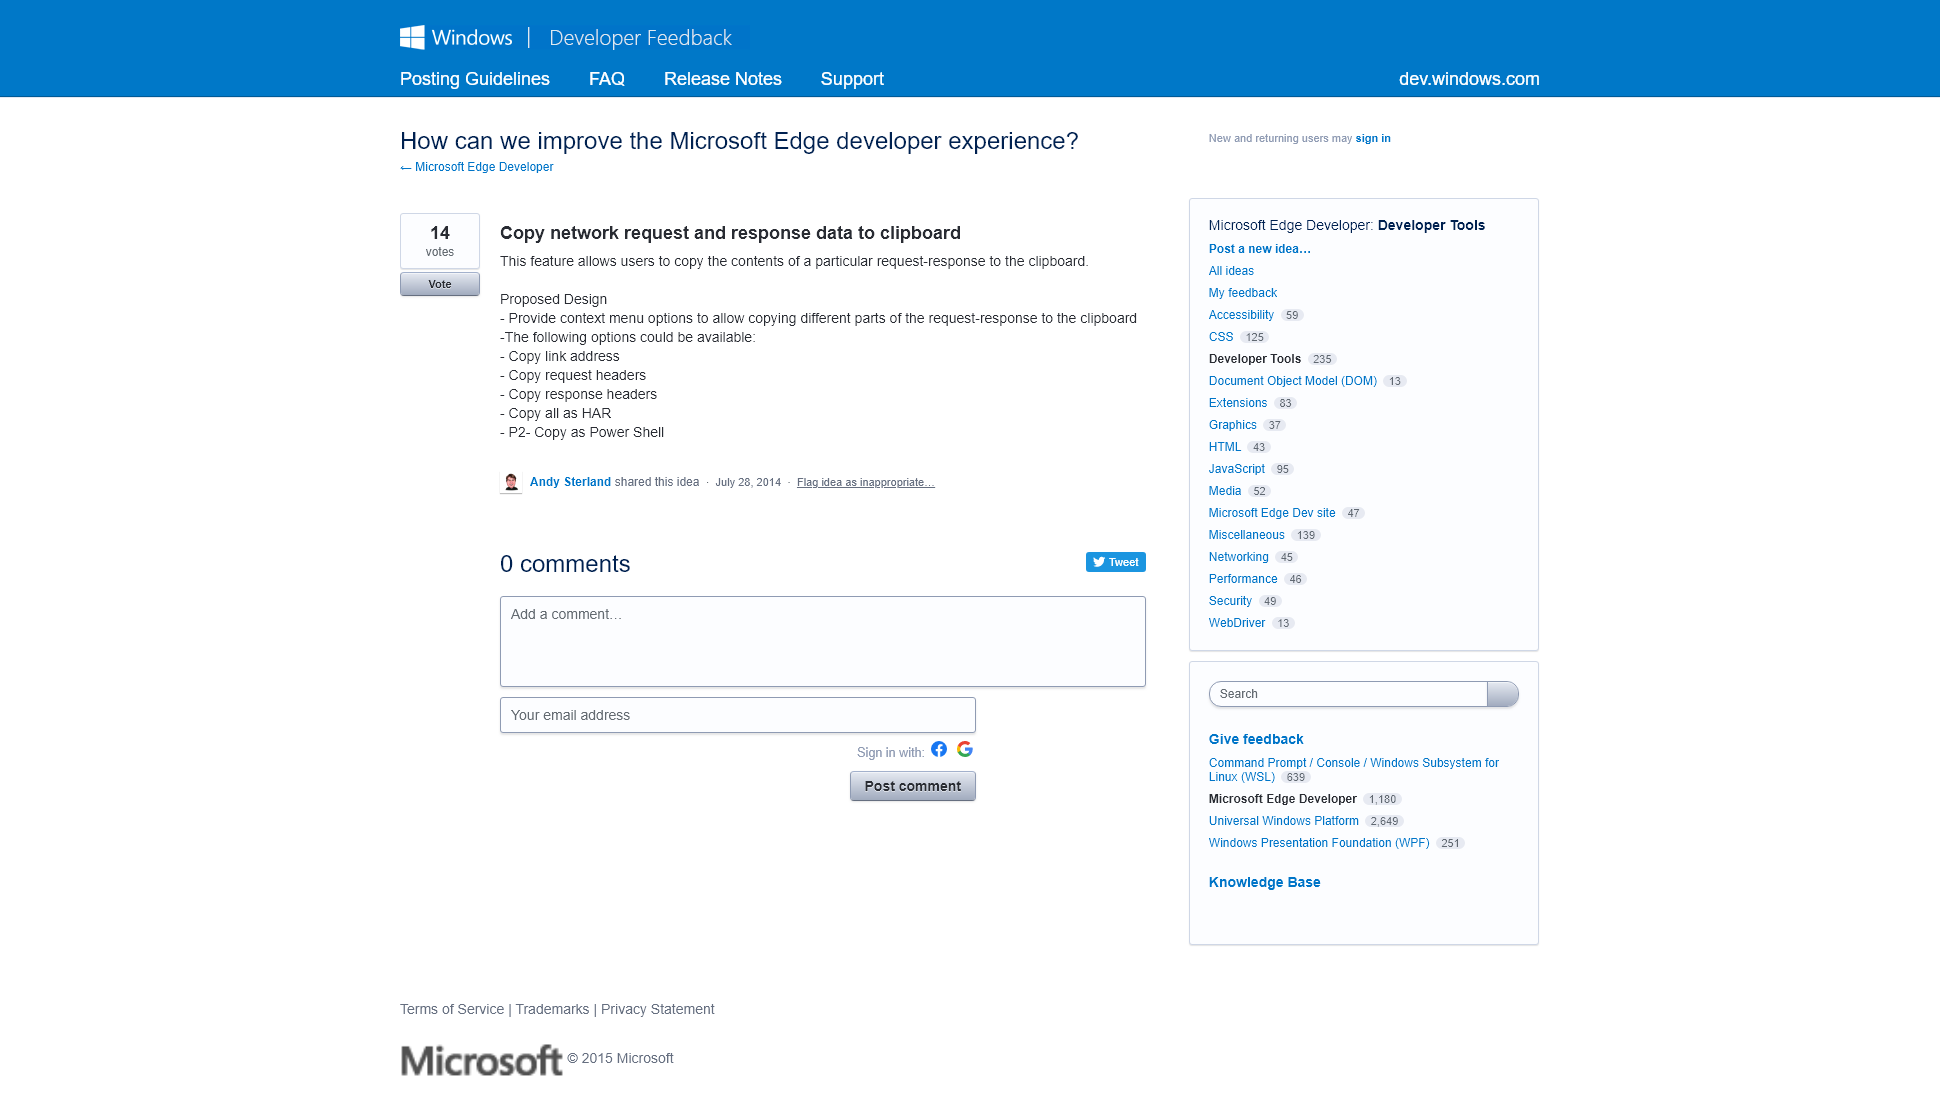 Windows | Developer Feedback
Posting Guidelines FAQ Release Notes Support dev.windows.com
How can we improve the Microsoft Edge developer experience?
← Microsoft Edge Developer
New and returning users may sign in
14
votes
Vote
Copy network request and response data to clipboard
This feature allows users to copy the contents of a particular request-response to the clipboard.
Proposed Design
- Provide context menu options to allow copying different parts of the request-response to the clipboard
-The following options could be available:
- Copy link address
- Copy request headers
- Copy response headers
- Copy all as HAR
- P2- Copy as Power Shell
Andy Sterland shared this idea · July 28, 2014 · Flag idea as inappropriate…
0 comments
Tweet
Add a comment…
Your email address
Sign in with:
Post comment
Microsoft Edge Developer: Developer Tools
Post a new idea…
All ideas
My feedback
Accessibility 59
CSS 125
Developer Tools 235
Document Object Model (DOM) 13
Extensions 83
Graphics 37
HTML 43
JavaScript 95
Media 52
Microsoft Edge Dev site 47
Miscellaneous 139
Networking 45
Performance 46
Security 49
WebDriver 13
Search
Give feedback
Command Prompt / Console / Windows Subsystem for
Linux (WSL) 639
Microsoft Edge Developer 1,180
Universal Windows Platform 2,649
Windows Presentation Foundation (WPF) 251
Knowledge Base
Terms of Service | Trademarks | Privacy Statement
Microsoft © 2015 Microsoft